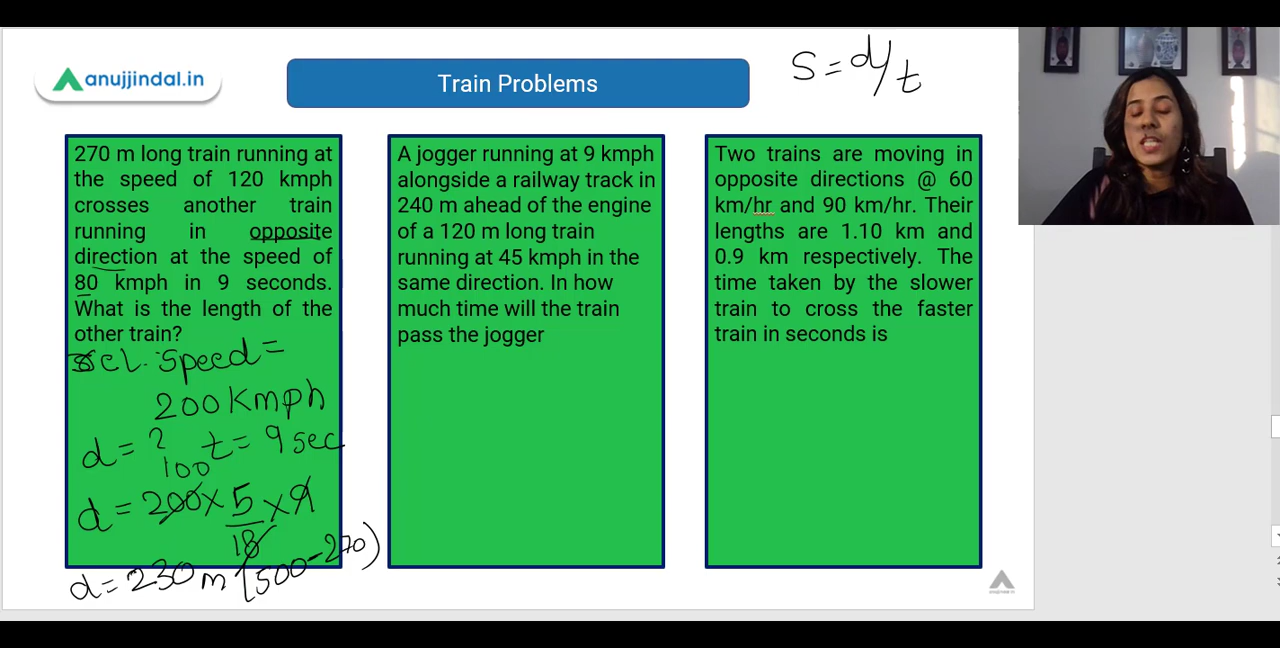 anujjindal.in
Train Problems
S = d/t
270 m long train running at
the speed of 120 kmph
crosses another train
running in opposite
direction at the speed of
80 kmph in 9 seconds.
What is the length of the
other train?
rel. speed =
200 Kmph
d = ? t = 9 sec
100
d = 200 × 5 × 9
18
d = 230 m (500-270)
A jogger running at 9 kmph
alongside a railway track in
240 m ahead of the engine
of a 120 m long train
running at 45 kmph in the
same direction. In how
much time will the train
pass the jogger
Two trains are moving in
opposite directions @ 60
km/hr and 90 km/hr. Their
lengths are 1.10 km and
0.9 km respectively. The
time taken by the slower
train to cross the faster
train in seconds is
anujjindal.in